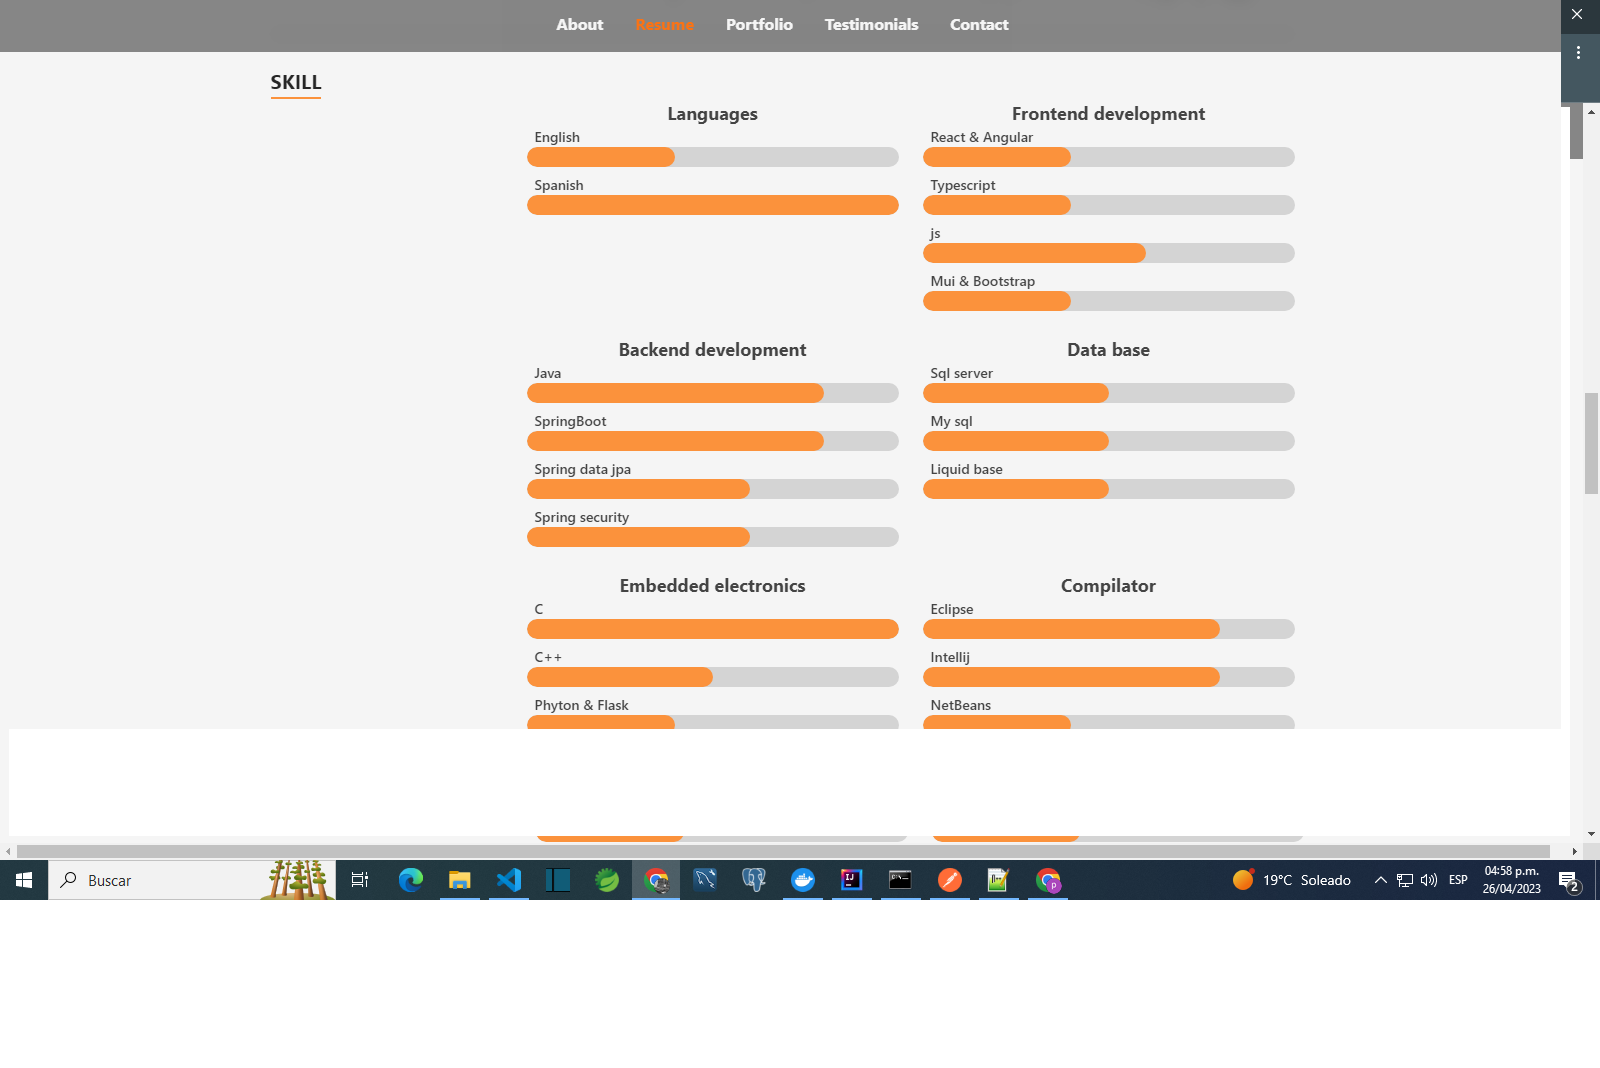 About Resume Portfolio Testimonials Contact
SKILL
Languages
English
Spanish
Frontend development
React & Angular
Typescript
js
Mui & Bootstrap
Backend development
Java
SpringBoot
Spring data jpa
Spring security
Data base
Sql server
My sql
Liquid base
Embedded electronics
C
C++
Phyton & Flask
Compilator
Eclipse
Intellij
NetBeans
Buscar
IJ
P
19°C Soleado
ESP
04:58 p.m.
26/04/2023
2